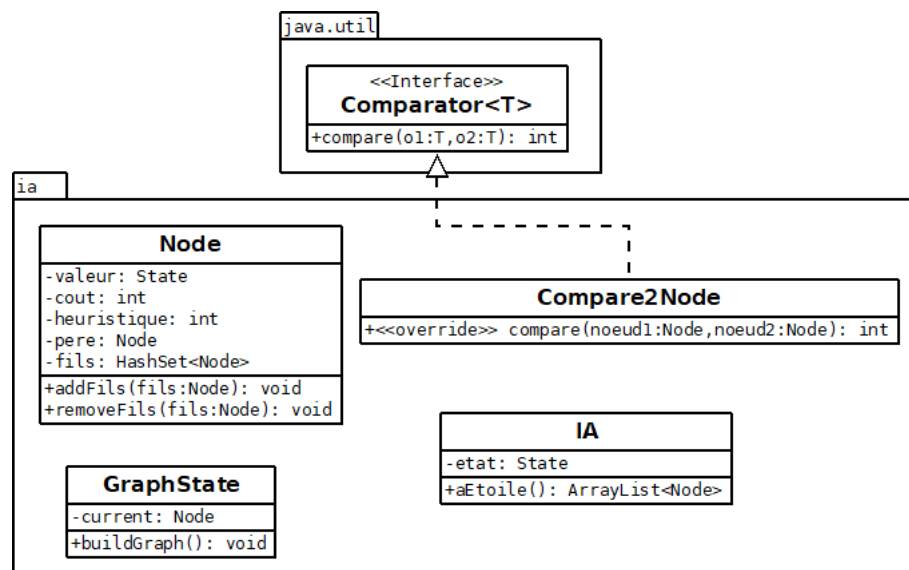 java.util
<<Interface>>
Comparator<T>
+compare(o1:T,o2:T): int
ia
Node
-valeur: State
-cout: int
-heuristique: int
-pere: Node
-fils: HashSet<Node>
+addFils(fils:Node): void
+removeFils(fils:Node): void
Compare2Node
+<<override>> compare(noeud1:Node,noeud2:Node): int
IA
-etat: State
+aEtoile(): ArrayList<Node>
GraphState
-current: Node
+buildGraph(): void